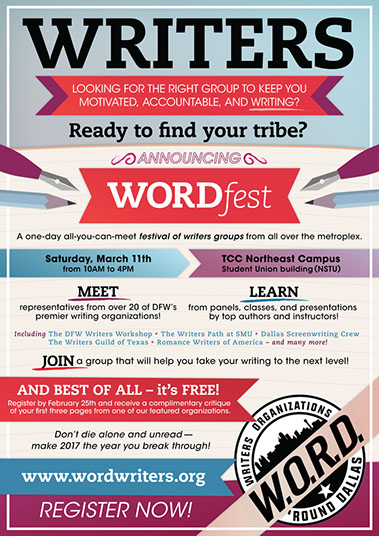 WRITERS
LOOKING FOR THE RIGHT GROUP TO KEEP YOU
MOTIVATED, ACCOUNTABLE, AND WRITING?
Ready to find your tribe?
ANNOUNCING
WORDfest
A one-day all-you-can-meet festival of writers groups from all over the metroplex.
Saturday, March 11th
from 10AM to 4PM
TCC Northeast Campus
Student Union building (NSTU)
MEET
representatives from over 20 of DFW's
premier writing organizations!
LEARN
from panels, classes, and presentations
by top authors and instructors!
Including The DFW Writers Workshop • The Writers Path at SMU • Dallas Screenwriting Crew
The Writers Guild of Texas • Romance Writers of America – and many more!
JOIN a group that will help you take your writing to the next level!
AND BEST OF ALL – it's FREE!
Register by February 25th and receive a complimentary critique
of your first three pages from one of our featured organizations.
Don't die alone and unread—
make 2017 the year you break through!
www.wordwriters.org
REGISTER NOW!
WRITERS ORGANIZATIONS
W.O.R.D.
'ROUND DALLAS